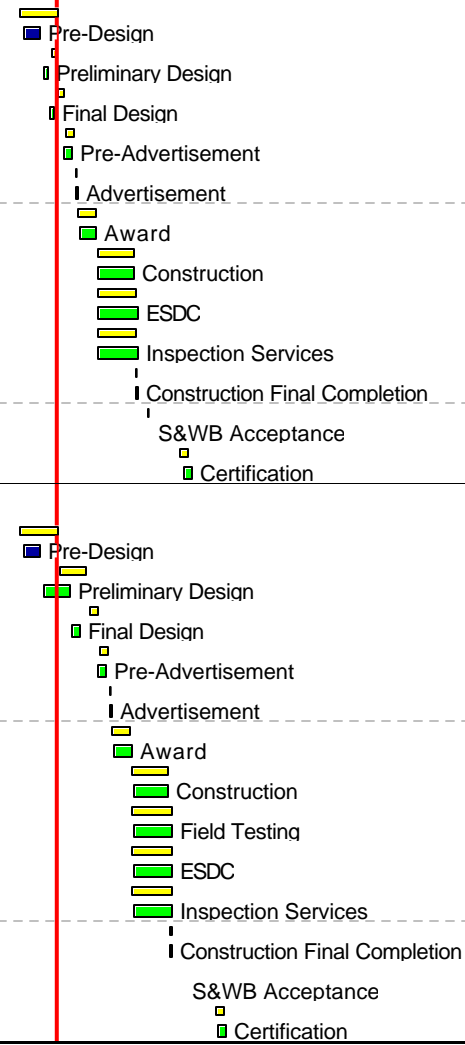 Pre-Design
Preliminary Design
Final Design
Pre-Advertisement
Advertisement
Award
Construction
ESDC
Inspection Services
Construction Final Completion
S&WB Acceptance
Certification
Pre-Design
Preliminary Design
Final Design
Pre-Advertisement
Advertisement
Award
Construction
Field Testing
ESDC
Inspection Services
Construction Final Completion
S&WB Acceptance
Certification